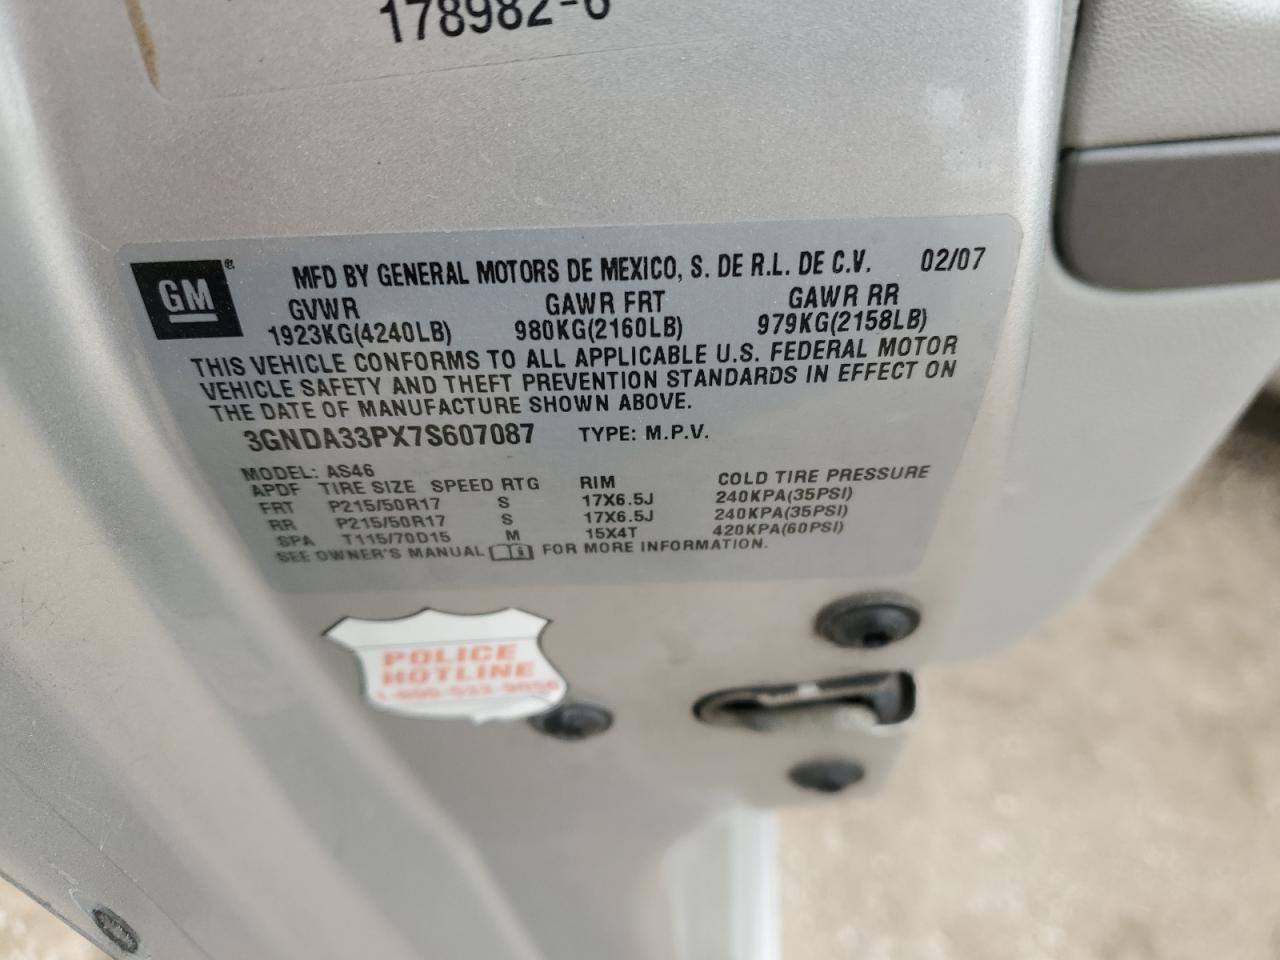 178982-6
GM
MFD BY GENERAL MOTORS DE MEXICO, S. DE R.L. DE C.V. 02/07
GVWR GAWR FRT GAWR RR
1923KG(4240LB) 980KG(2160LB) 979KG(2158LB)
THIS VEHICLE CONFORMS TO ALL APPLICABLE U.S. FEDERAL MOTOR
VEHICLE SAFETY AND THEFT PREVENTION STANDARDS IN EFFECT ON
THE DATE OF MANUFACTURE SHOWN ABOVE.
3GNDA33PX7S607087 TYPE: M.P.V.
MODEL: AS46
APDF TIRE SIZE SPEED RTG RIM COLD TIRE PRESSURE
FRT P215/50R17 S 17X6.5J 240KPA(35PSI)
RR P215/50R17 S 17X6.5J 240KPA(35PSI)
SPA T115/70D15 M 15X4T 420KPA(60PSI)
SEE OWNER'S MANUAL FOR MORE INFORMATION.
POLICE
HOTLINE